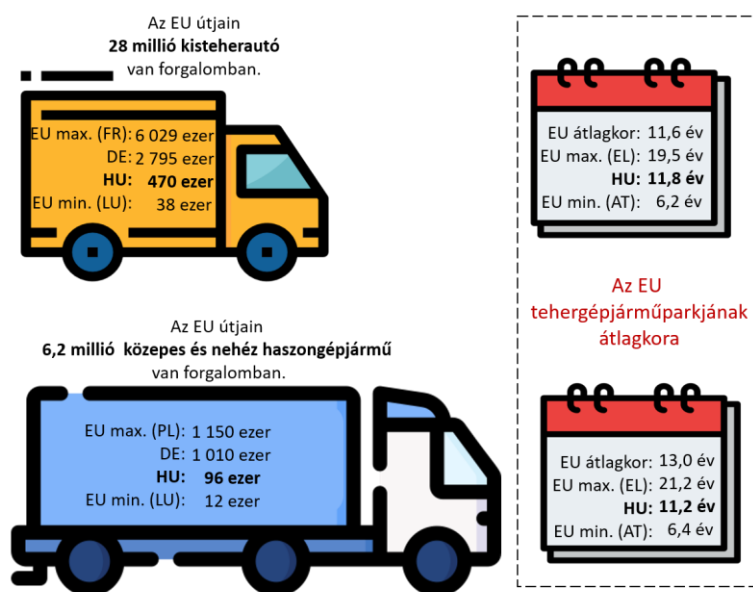 Az EU útjain
28 millió kisteherautó
van forgalomban.
EU max. (FR): 6 029 ezer
DE: 2 795 ezer
HU: 470 ezer
EU min. (LU): 38 ezer
EU átlagkor: 11,6 év
EU max. (EL): 19,5 év
HU: 11,8 év
EU min. (AT): 6,2 év
Az EU
tehergépjárműparkjának
átlagkora
Az EU útjain
6,2 millió közepes és nehéz haszongépjármű
van forgalomban.
EU max. (PL): 1 150 ezer
DE: 1 010 ezer
HU: 96 ezer
EU min. (LU): 12 ezer
EU átlagkor: 13,0 év
EU max. (EL): 21,2 év
HU: 11,2 év
EU min. (AT): 6,4 év